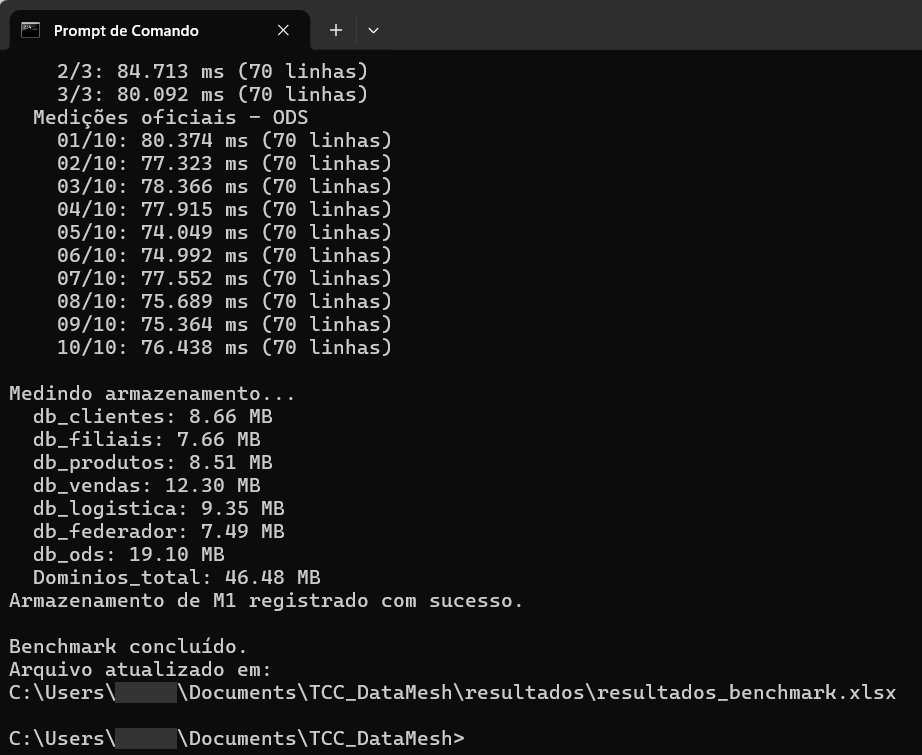 Prompt de Comando
2/3: 84.713 ms (70 linhas)
3/3: 80.092 ms (70 linhas)
Medições oficiais - ODS
01/10: 80.374 ms (70 linhas)
02/10: 77.323 ms (70 linhas)
03/10: 78.366 ms (70 linhas)
04/10: 77.915 ms (70 linhas)
05/10: 74.049 ms (70 linhas)
06/10: 74.992 ms (70 linhas)
07/10: 77.552 ms (70 linhas)
08/10: 75.689 ms (70 linhas)
09/10: 75.364 ms (70 linhas)
10/10: 76.438 ms (70 linhas)
Medindo armazenamento...
db_clientes: 8.66 MB
db_filiais: 7.66 MB
db_produtos: 8.51 MB
db_vendas: 12.30 MB
db_logistica: 9.35 MB
db_federador: 7.49 MB
db_ods: 19.10 MB
Dominios_total: 46.48 MB
Armazenamento de M1 registrado com sucesso.
Benchmark concluído.
Arquivo atualizado em:
C:\Users\ \Documents\TCC_DataMesh\resultados\resultados_benchmark.xlsx
C:\Users\ \Documents\TCC_DataMesh>